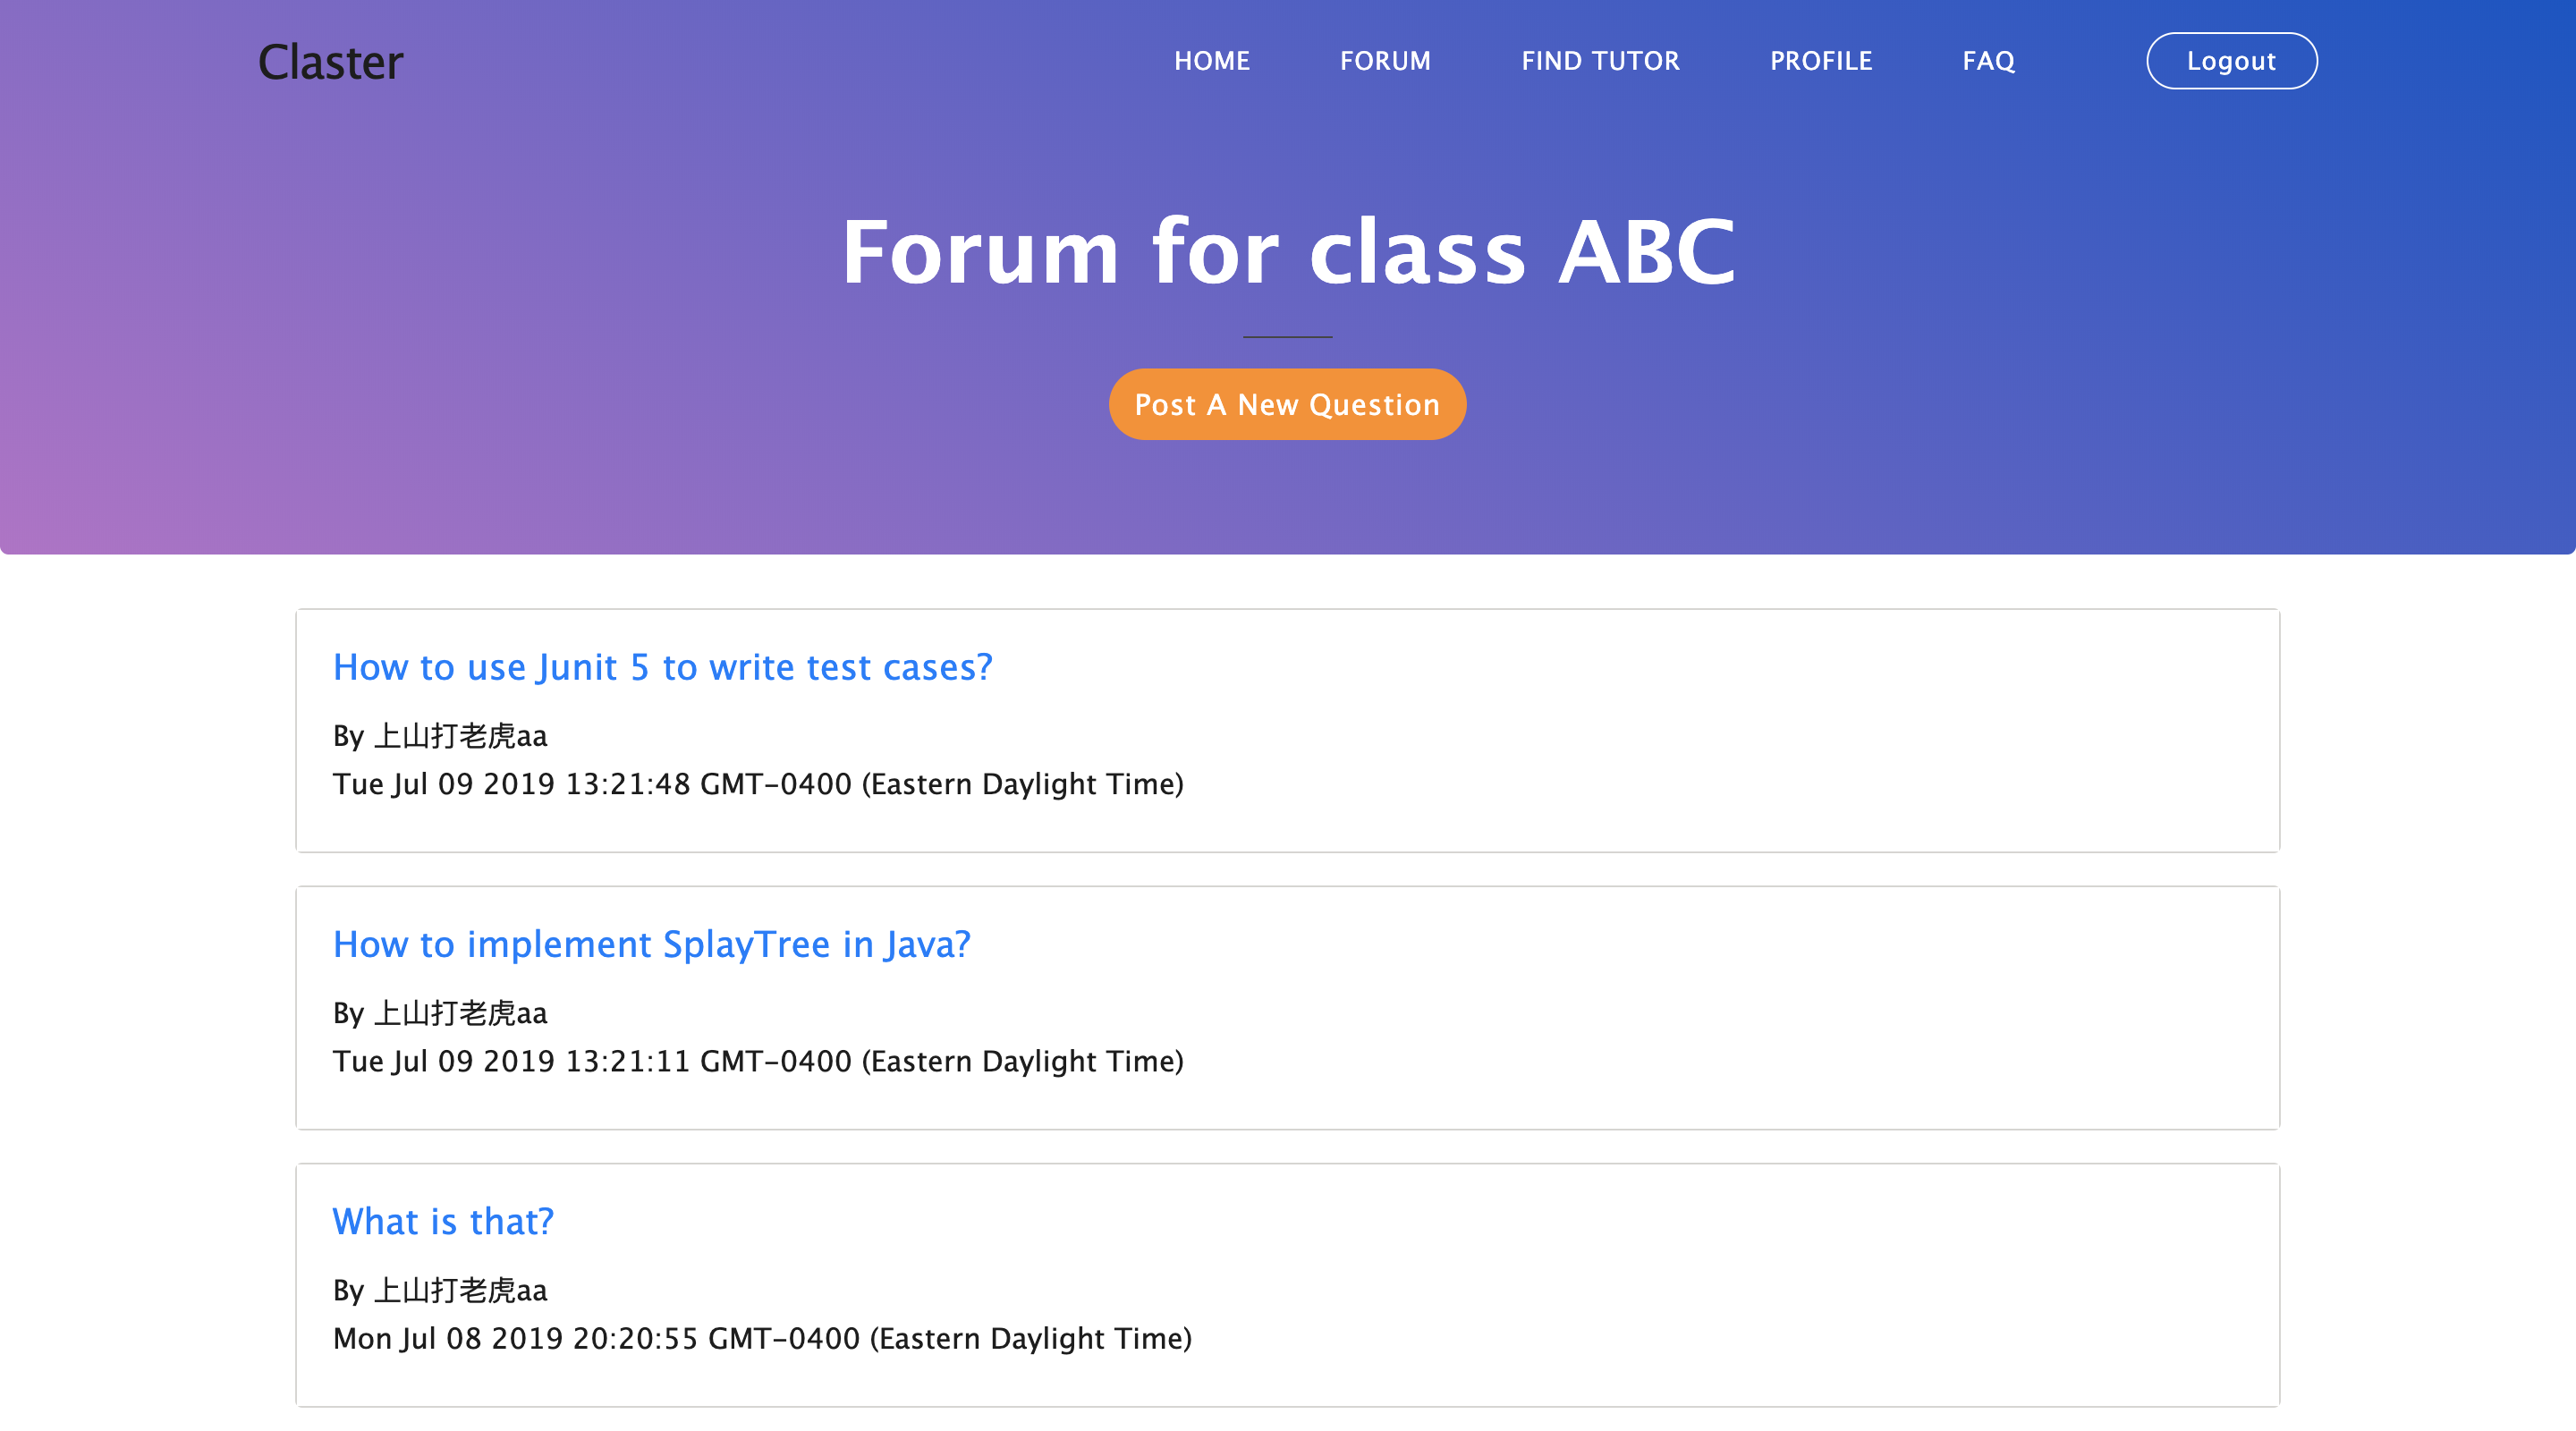 Claster
HOME FORUM FIND TUTOR PROFILE FAQ Logout
Forum for class ABC
Post A New Question
How to use Junit 5 to write test cases?
By 上山打老虎aa
Tue Jul 09 2019 13:21:48 GMT-0400 (Eastern Daylight Time)
How to implement SplayTree in Java?
By 上山打老虎aa
Tue Jul 09 2019 13:21:11 GMT-0400 (Eastern Daylight Time)
What is that?
By 上山打老虎aa
Mon Jul 08 2019 20:20:55 GMT-0400 (Eastern Daylight Time)